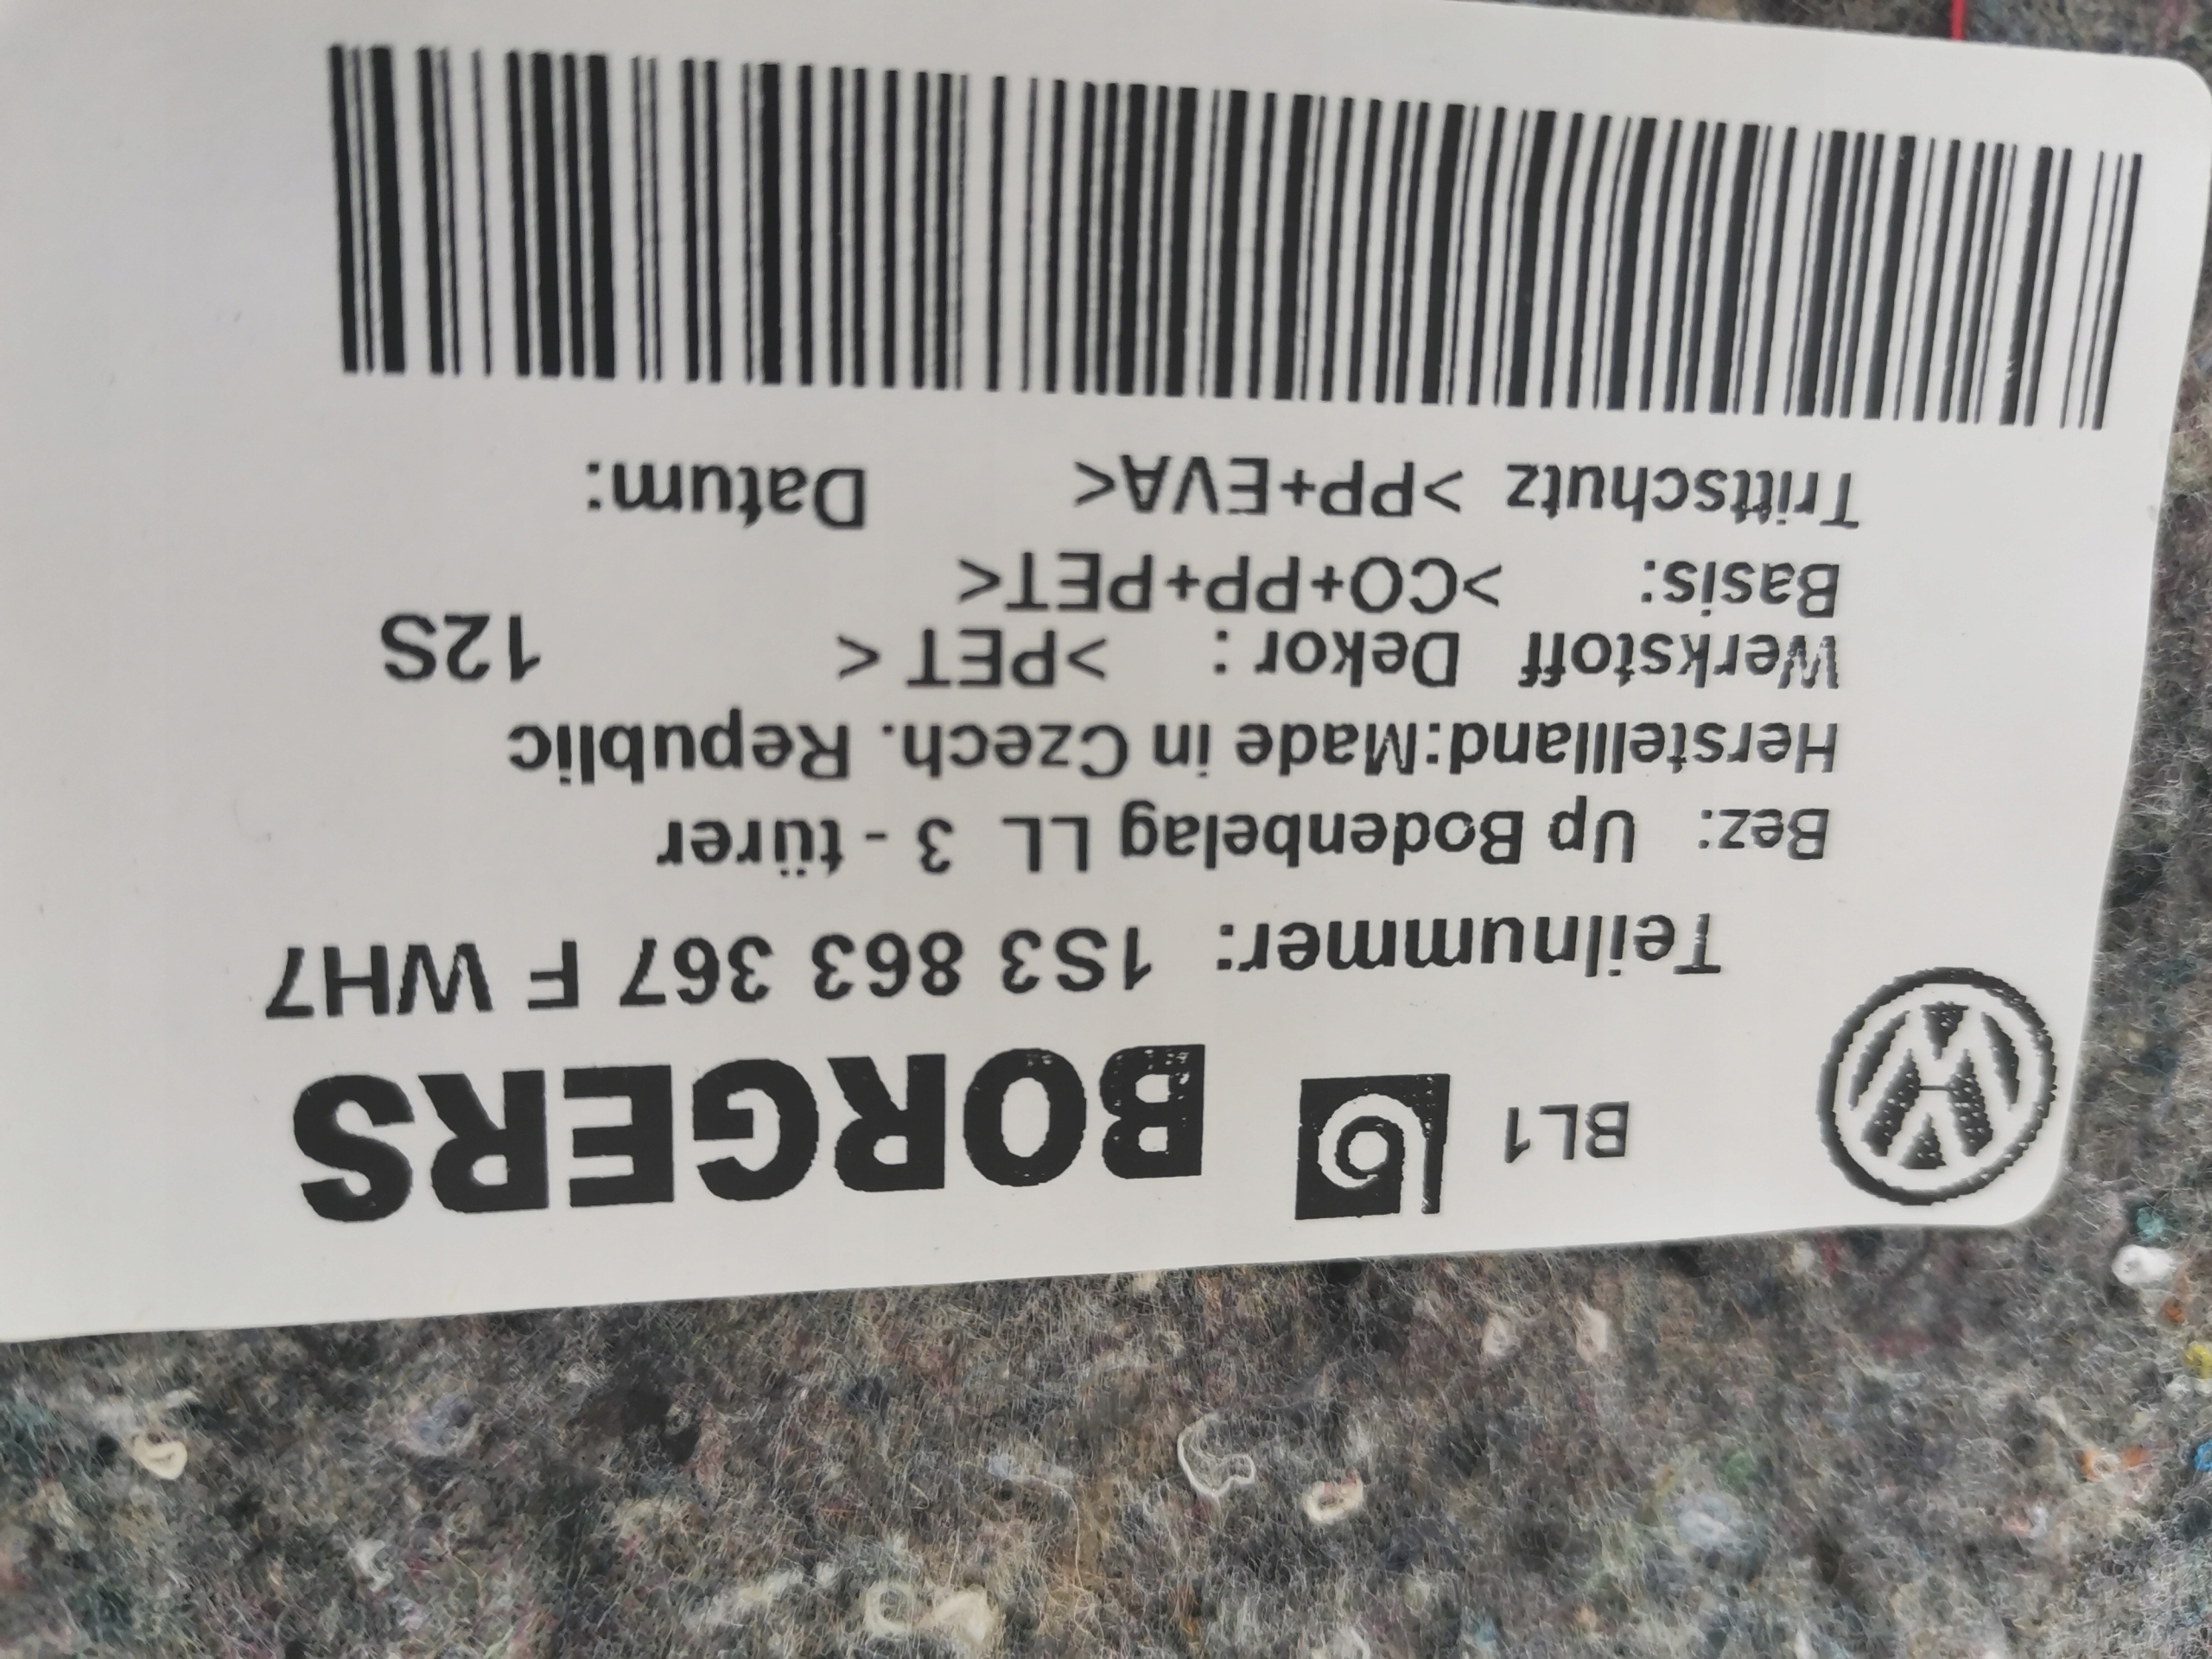 BL1 BORGERS
Teilnummer: 1S3 863 367 F WH7
Bez: Up Bodenbelag LL 3 - türer
Herstellland:Made in Czech. Republic
Werkstoff Dekor : >PET < 12S
Basis: >CO+PP+PET<
Trittschutz >PP+EVA< Datum: